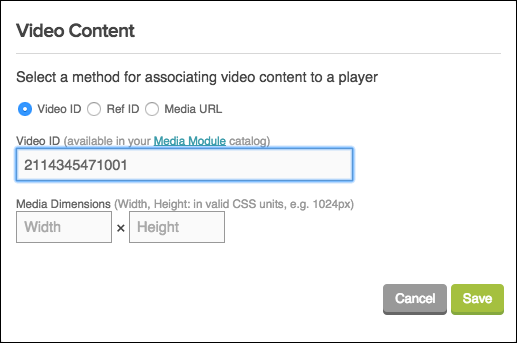 Video Content
Select a method for associating video content to a player
Video ID Ref ID Media URL
Video ID (available in your Media Module catalog)
2114345471001
Media Dimensions (Width, Height: in valid CSS units, e.g. 1024px)
Width × Height
Cancel Save